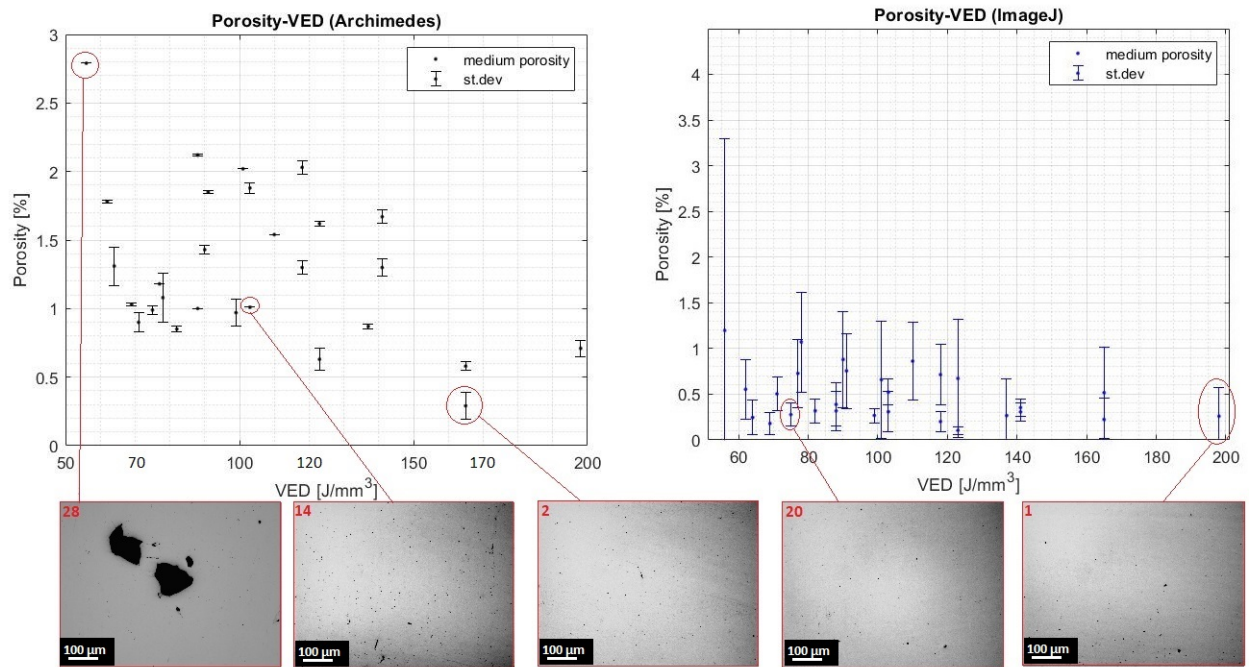 Porosity-VED (Archimedes)
3
2.5
2
1.5
1
0.5
0
Porosity [%]
medium porosity
st.dev
50 70 100 120 150 170 200
VED [J/mm³]
Porosity-VED (ImageJ)
4
3.5
3
2.5
2
1.5
1
0.5
0
Porosity [%]
medium porosity
st.dev
60 80 100 120 140 160 180 200
VED [J/mm³]
28
100 µm
14
100 µm
2
100 µm
20
100 µm
1
100 µm